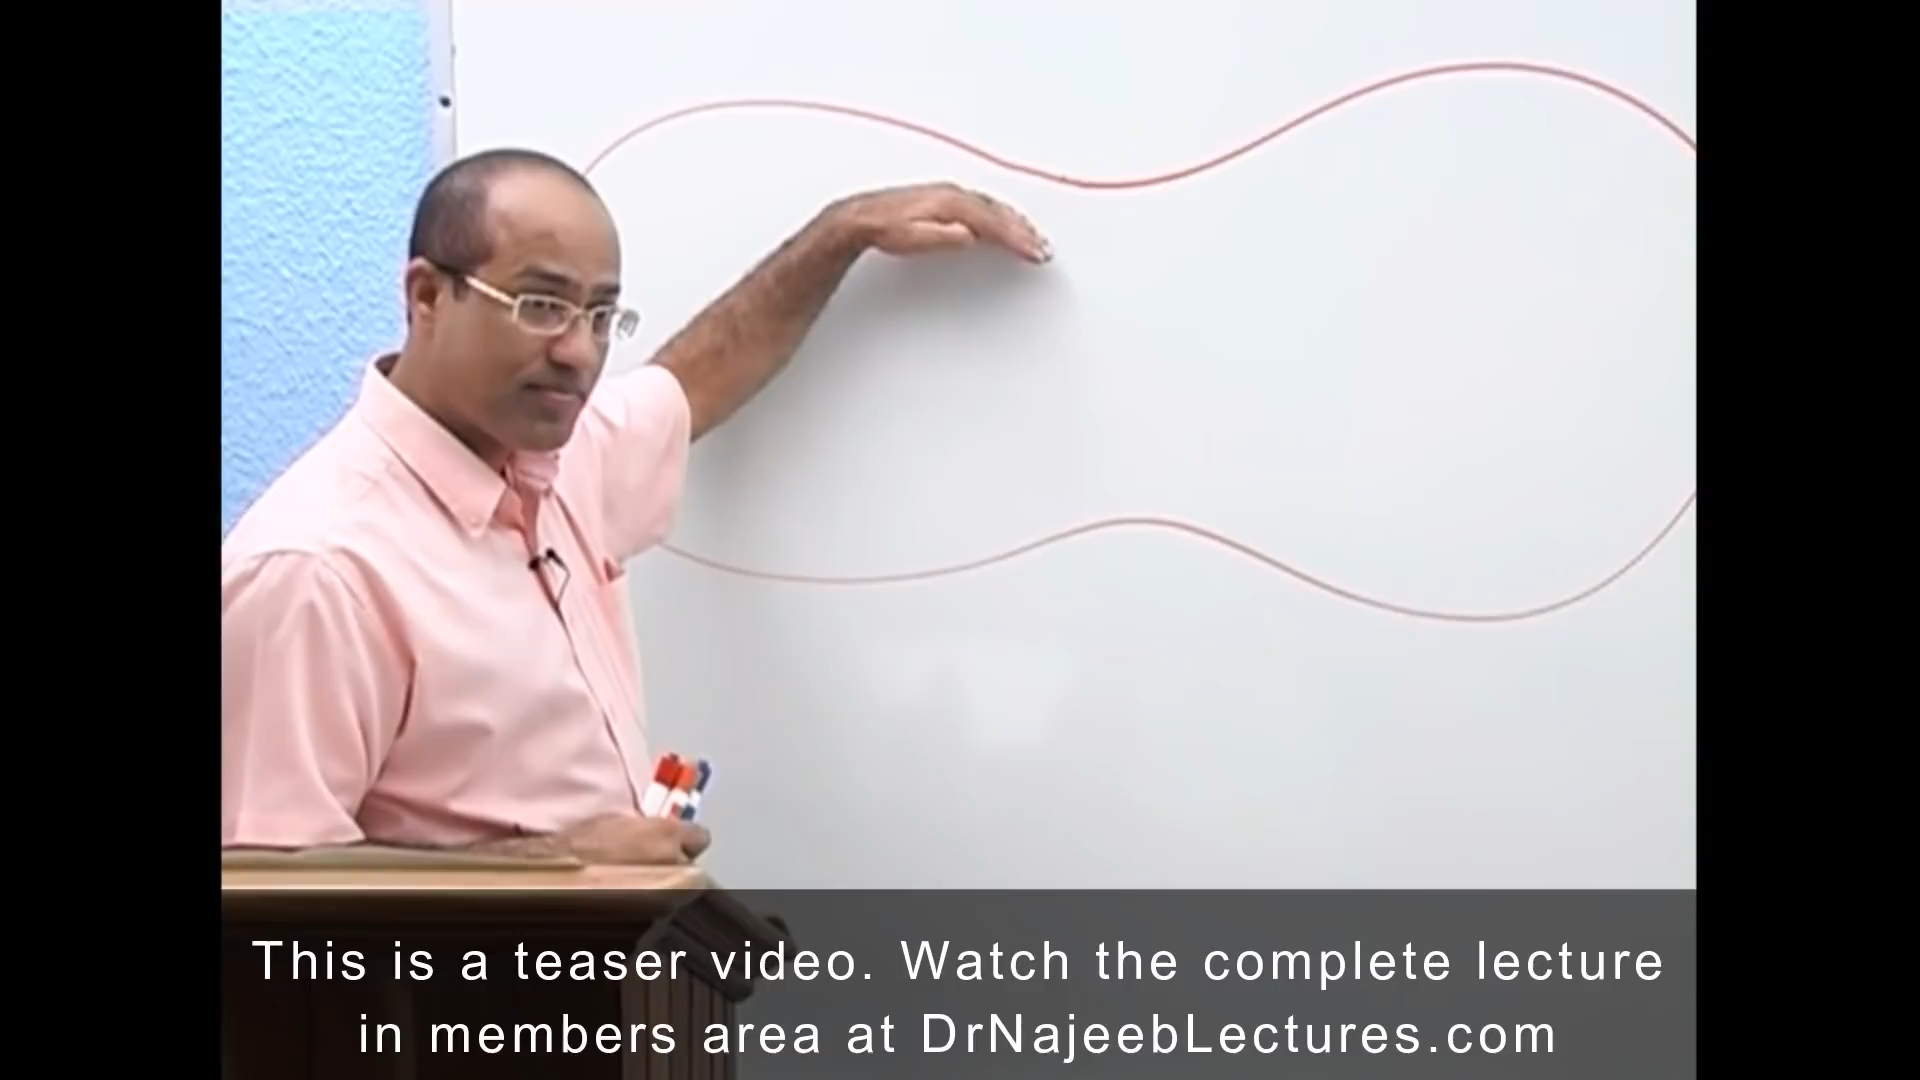 This is a teaser video. Watch the complete lecture
in members area at DrNajeebLectures.com